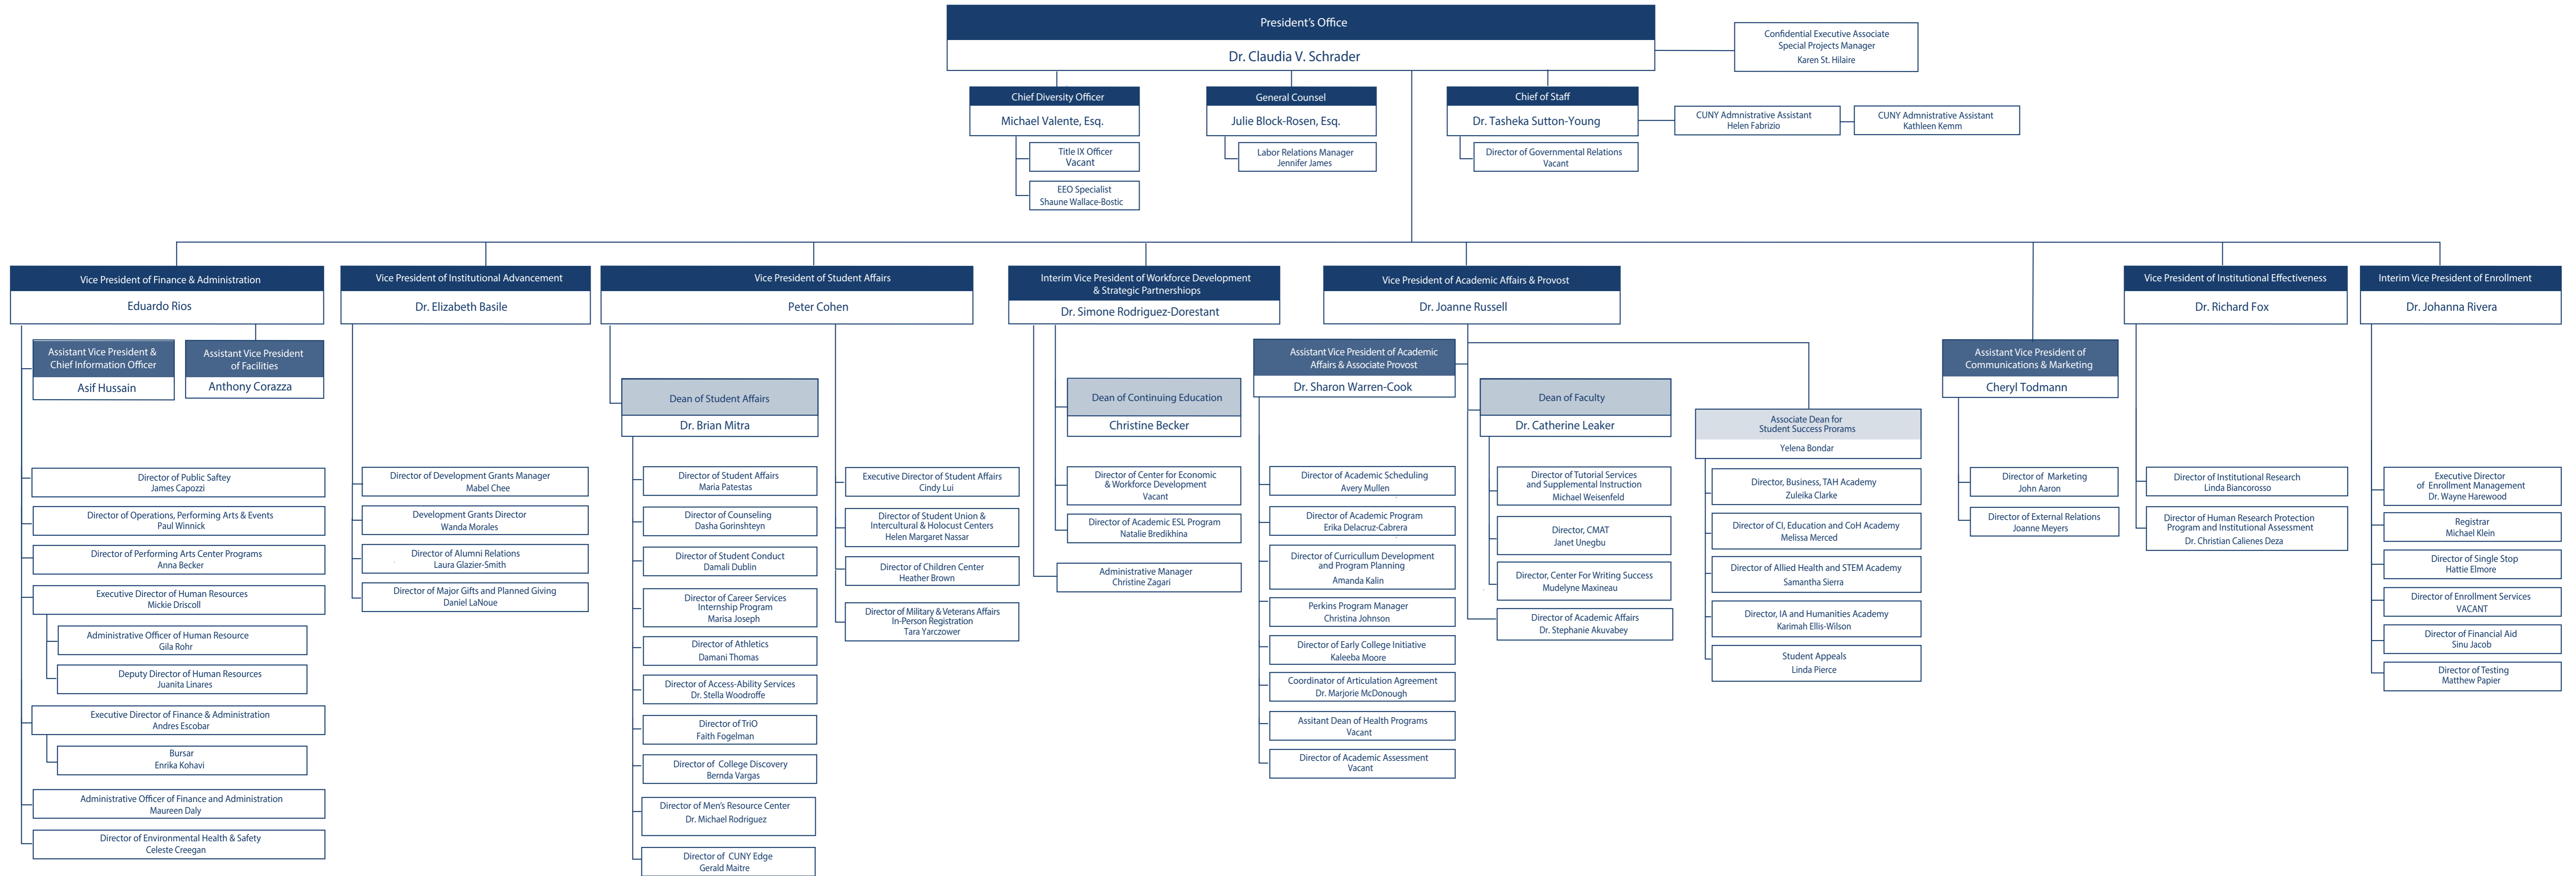 President's Office
Dr. Claudia V. Schrader
Confidential Executive Associate
Special Projects Manager
Karen St. Hilaire
Chief Diversity Officer
Michael Valente, Esq.
Title IX Officer
Vacant
EEO Specialist
Shaune Wallace-Bostic
General Counsel
Julie Block-Rosen, Esq.
Labor Relations Manager
Jennifer James
Chief of Staff
Dr. Tasheka Sutton-Young
CUNY Admnistrative Assistant
Helen Fabrizio
CUNY Admnistrative Assistant
Kathleen Kemm
Director of Governmental Relations
Vacant
Vice President of Finance & Administration
Eduardo Rios
Assistant Vice President &
Chief Information Officer
Asif Hussain
Assistant Vice President
of Facilities
Anthony Corazza
Director of Public Saftey
James Capozzi
Director of Operations, Performing Arts & Events
Paul Winnick
Director of Performing Arts Center Programs
Anna Becker
Executive Director of Human Resources
Mickie Driscoll
Administrative Officer of Human Resource
Gila Rohr
Deputy Director of Human Resources
Juanita Linares
Executive Director of Finance & Administration
Andres Escobar
Bursar
Enrika Kohavi
Administrative Officer of Finance and Administration
Maureen Daly
Director of Environmental Health & Safety
Celeste Creegan
Vice President of Institutional Advancement
Dr. Elizabeth Basile
Director of Development Grants Manager
Mabel Chee
Development Grants Director
Wanda Morales
Director of Alumni Relations
Laura Glazier-Smith
Director of Major Gifts and Planned Giving
Daniel LaNoue
Vice President of Student Affairs
Peter Cohen
Dean of Student Affairs
Dr. Brian Mitra
Director of Student Affairs
Maria Patestas
Director of Counseling
Dasha Gorinshteyn
Director of Student Conduct
Damali Dublin
Director of Career Services
Internship Program
Marisa Joseph
Director of Athletics
Damani Thomas
Director of Access-Ability Services
Dr. Stella Woodroffe
Director of TriO
Faith Fogelman
Director of College Discovery
Bernda Vargas
Director of Men's Resource Center
Dr. Michael Rodriguez
Director of CUNY Edge
Gerald Maitre
Executive Director of Student Affairs
Cindy Lui
Director of Student Union &
Intercultural & Holocust Centers
Helen Margaret Nassar
Director of Children Center
Heather Brown
Director of Military & Veterans Affairs
In-Person Registration
Tara Yarczower
Interim Vice President of Workforce Development
& Strategic Partnershiops
Dr. Simone Rodriguez-Dorestant
Dean of Continuing Education
Christine Becker
Director of Center for Economic
& Workforce Development
Vacant
Director of Academic ESL Program
Natalie Bredikhina
Administrative Manager
Christine Zagari
Vice President of Academic Affairs & Provost
Dr. Joanne Russell
Assistant Vice President of Academic
Affairs & Associate Provost
Dr. Sharon Warren-Cook
Director of Academic Scheduling
Avery Mullen
Director of Academic Program
Erika Delacruz-Cabrera
Director of Curricullum Development
and Program Planning
Amanda Kalin
Perkins Program Manager
Christina Johnson
Director of Early College Initiative
Kaleeba Moore
Coordinator of Articulation Agreement
Dr. Marjorie McDonough
Assitant Dean of Health Programs
Vacant
Director of Academic Assessment
Vacant
Dean of Faculty
Dr. Catherine Leaker
Director of Tutorial Services
and Supplemental Instruction
Michael Weisenfeld
Director, CMAT
Janet Unegbu
Director, Center For Writing Success
Mudelyne Maxineau
Director of Academic Affairs
Dr. Stephanie Akuvabey
Associate Dean for
Student Success Prorams
Yelena Bondar
Director, Business, TAH Academy
Zuleika Clarke
Director of CI, Education and CoH Academy
Melissa Merced
Director of Allied Health and STEM Academy
Samantha Sierra
Director, IA and Humanities Academy
Karimah Ellis-Wilson
Student Appeals
Linda Pierce
Assistant Vice President of
Communications & Marketing
Cheryl Todmann
Director of Marketing
John Aaron
Director of External Relations
Joanne Meyers
Vice President of Institutional Effectiveness
Dr. Richard Fox
Director of Institutional Research
Linda Biancorosso
Director of Human Research Protection
Program and Institutional Assessment
Dr. Christian Calienes Deza
Interim Vice President of Enrollment
Dr. Johanna Rivera
Executive Director
of Enrollment Management
Dr. Wayne Harewood
Registrar
Michael Klein
Director of Single Stop
Hattie Elmore
Director of Enrollment Services
VACANT
Director of Financial Aid
Sinu Jacob
Director of Testing
Matthew Papier